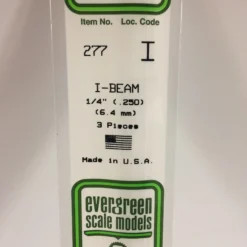 Item No. Loc. Code
277 I
I-BEAM
1/4" (.250)
(6.4 mm)
3 Pieces
Made in U.S.A.
evergreen
scale models